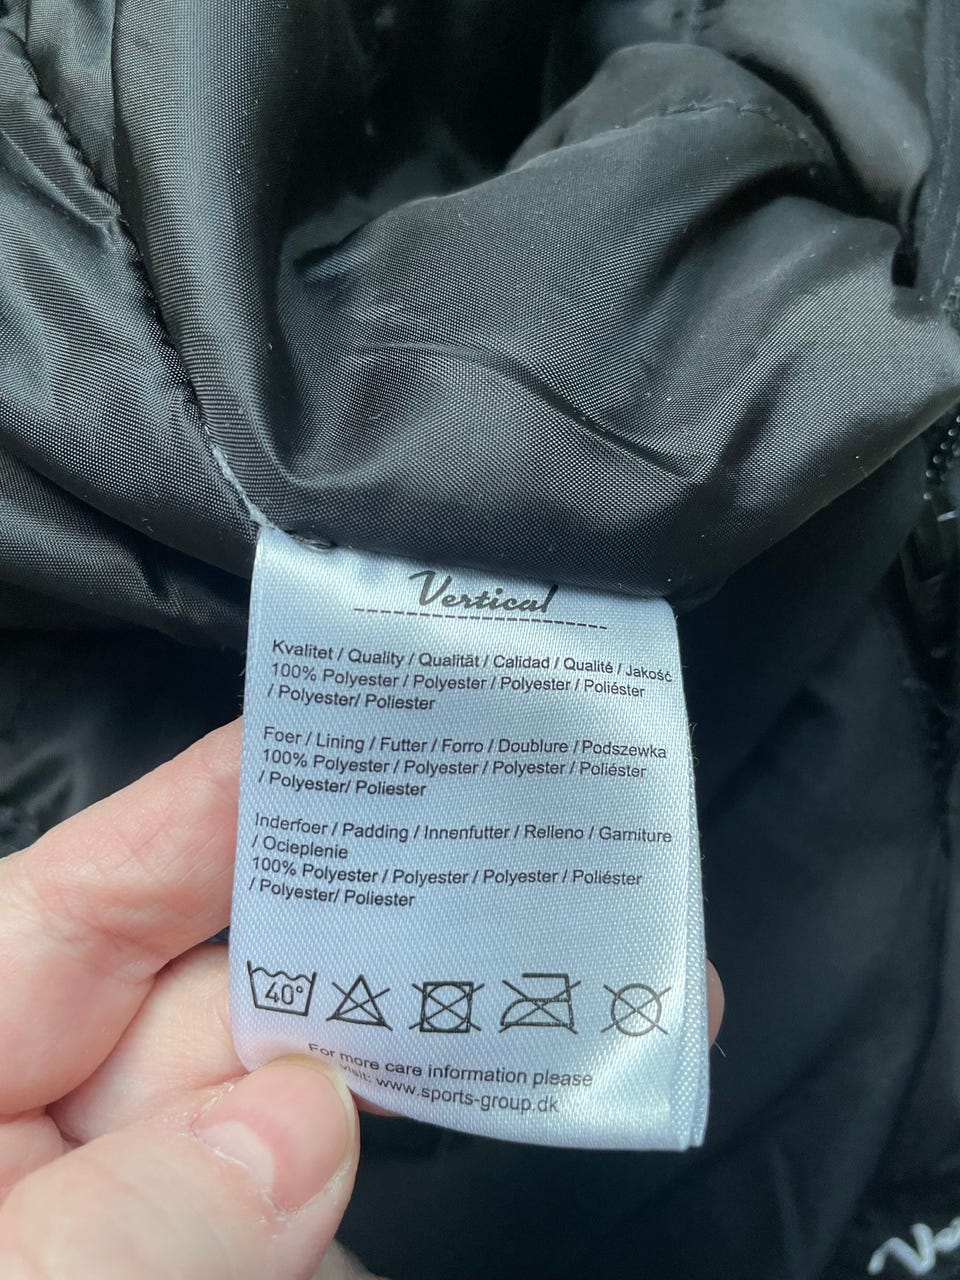 Vertical
Kvalitet / Quality / Qualität / Calidad / Qualité / Jakość
100% Polyester / Polyester / Polyester / Poliéster
/ Polyester/ Poliester
Foer / Lining / Futter / Forro / Doublure / Podszewka
100% Polyester / Polyester / Polyester / Poliéster
/ Polyester/ Poliester
Inderfoer / Padding / Innenfutter / Relleno / Garniture
/ Ocieplenie
100% Polyester / Polyester / Polyester / Poliéster
/ Polyester/ Poliester
40°
For more care information please
visit: www.sports-group.dk